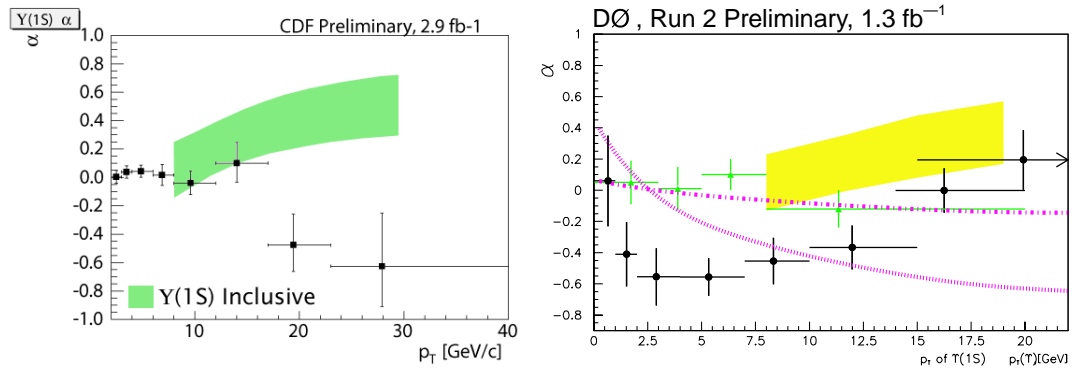 Υ(1S) α
CDF Preliminary, 2.9 fb-1
α
1.0
0.8
0.6
0.4
0.2
0.0
-0.2
-0.4
-0.6
-0.8
-1.0
Υ(1S) Inclusive
10 20 30 40
p_T [GeV/c]
DØ , Run 2 Preliminary, 1.3 fb⁻¹
α
1
0.8
0.6
0.4
0.2
0
-0.2
-0.4
-0.6
-0.8
0 2.5 5 7.5 10 12.5 15 17.5 20
p_T of Υ(1S) p_T(Υ)[GeV]